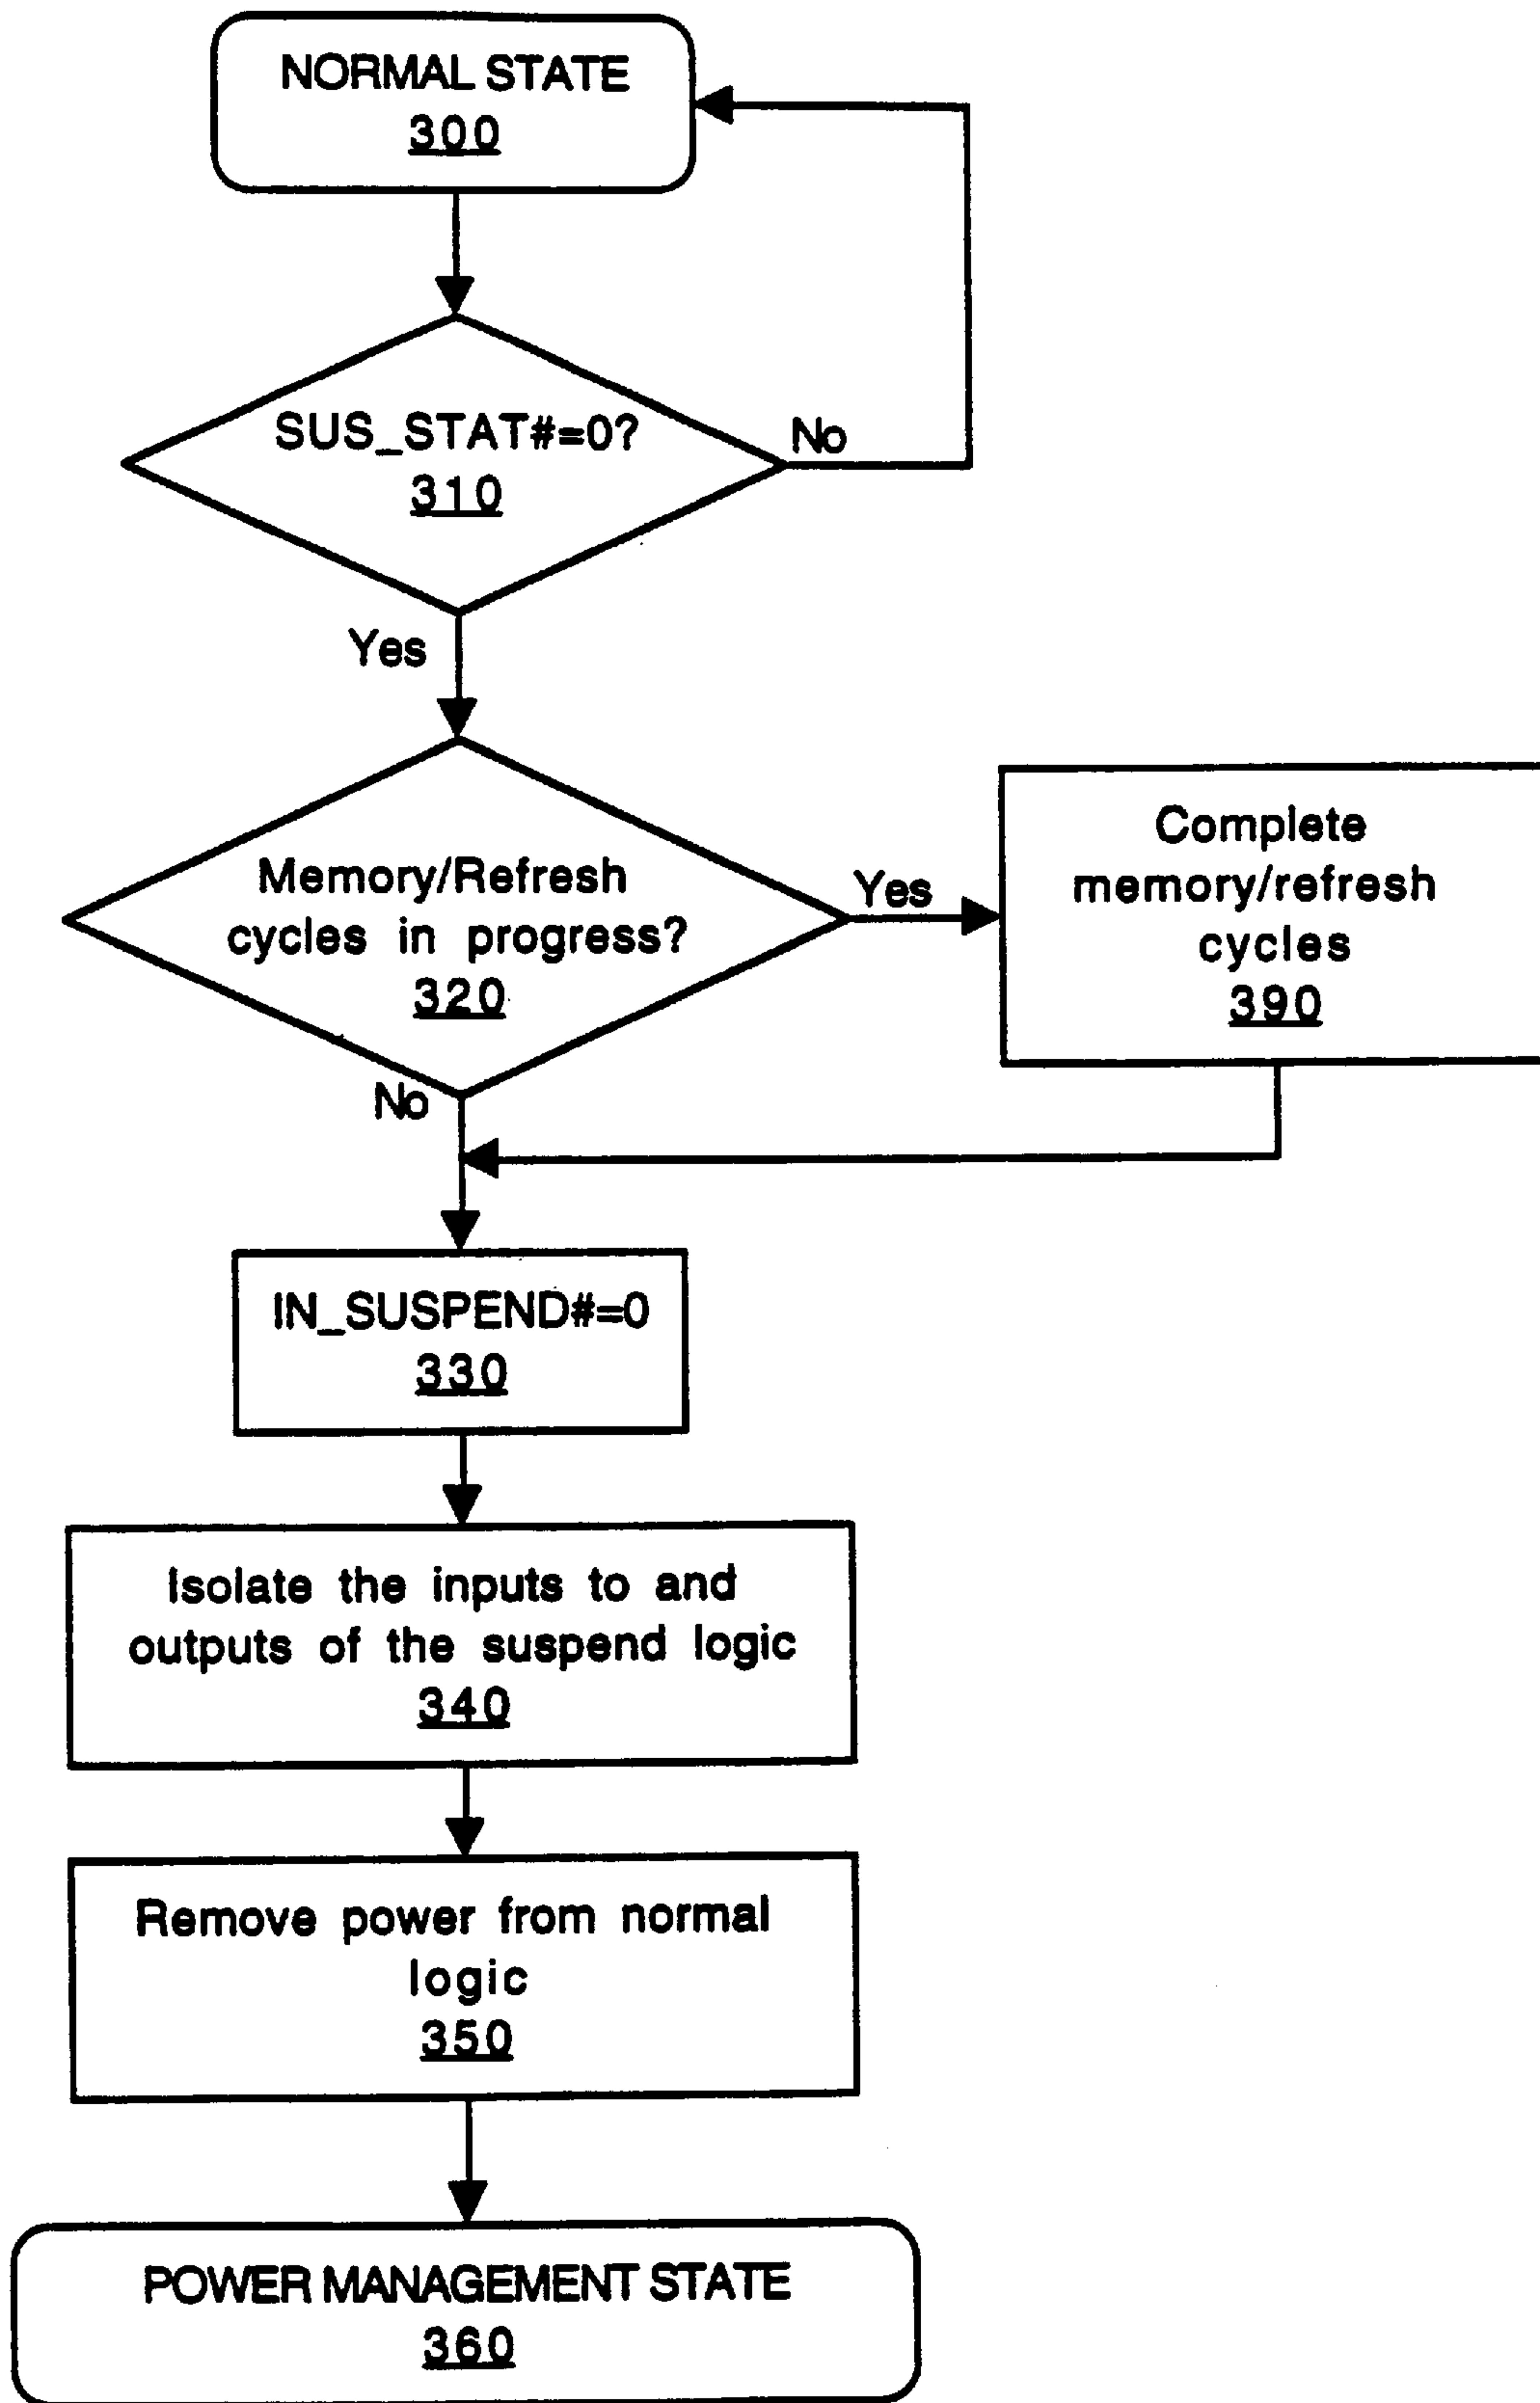 NORMAL STATE
300
SUS_STAT#=0?
310
No
Yes
Memory/Refresh
cycles in progress?
320
Yes
Complete
memory/refresh
cycles
390
No
IN_SUSPEND#=0
330
Isolate the inputs to and
outputs of the suspend logic
340
Remove power from normal
logic
350
POWER MANAGEMENT STATE
360